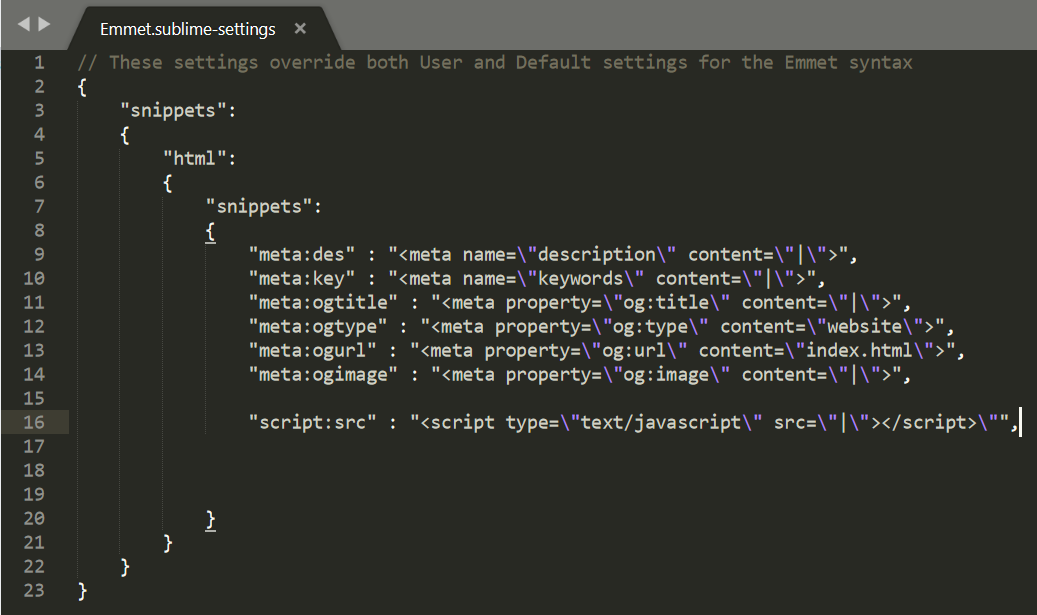 Emmet.sublime-settings ×
1 // These settings override both User and Default settings for the Emmet syntax
2 {
3 "snippets":
4 {
5 "html":
6 {
7 "snippets":
8 {
9 "meta:des" : "<meta name=\"description\" content=\"|\">",
10 "meta:key" : "<meta name=\"keywords\" content=\"|\">",
11 "meta:ogtitle" : "<meta property=\"og:title\" content=\"|\">",
12 "meta:ogtype" : "<meta property=\"og:type\" content=\"website\">",
13 "meta:ogurl" : "<meta property=\"og:url\" content=\"index.html\">",
14 "meta:ogimage" : "<meta property=\"og:image\" content=\"|\">",
15
16 "script:src" : "<script type=\"text/javascript\" src=\"|\"></script>\"",
17
18
19
20 }
21 }
22 }
23 }